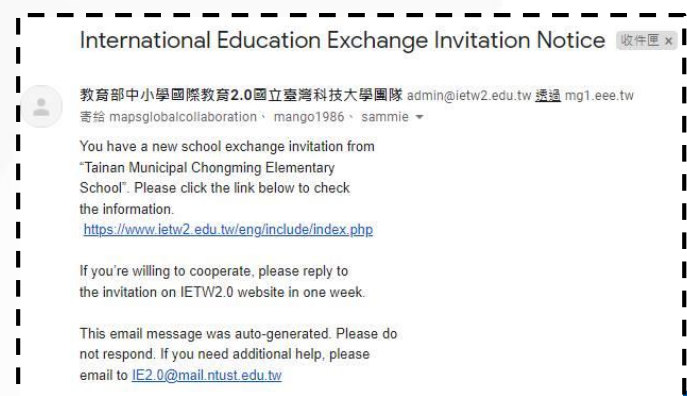 International Education Exchange Invitation Notice 收件匣 x
教育部中小學國際教育2.0國立臺灣科技大學團隊 admin@ietw2.edu.tw 透過 mg1.eee.tw
寄給 mapsglobalcollaboration、mango1986、sammie
You have a new school exchange invitation from
“Tainan Municipal Chongming Elementary
School”. Please click the link below to check
the information.
https://www.ietw2.edu.tw/eng/include/index.php
If you’re willing to cooperate, please reply to
the invitation on IETW2.0 website in one week.
This email message was auto-generated. Please do
not respond. If you need additional help, please
email to IE2.0@mail.ntust.edu.tw